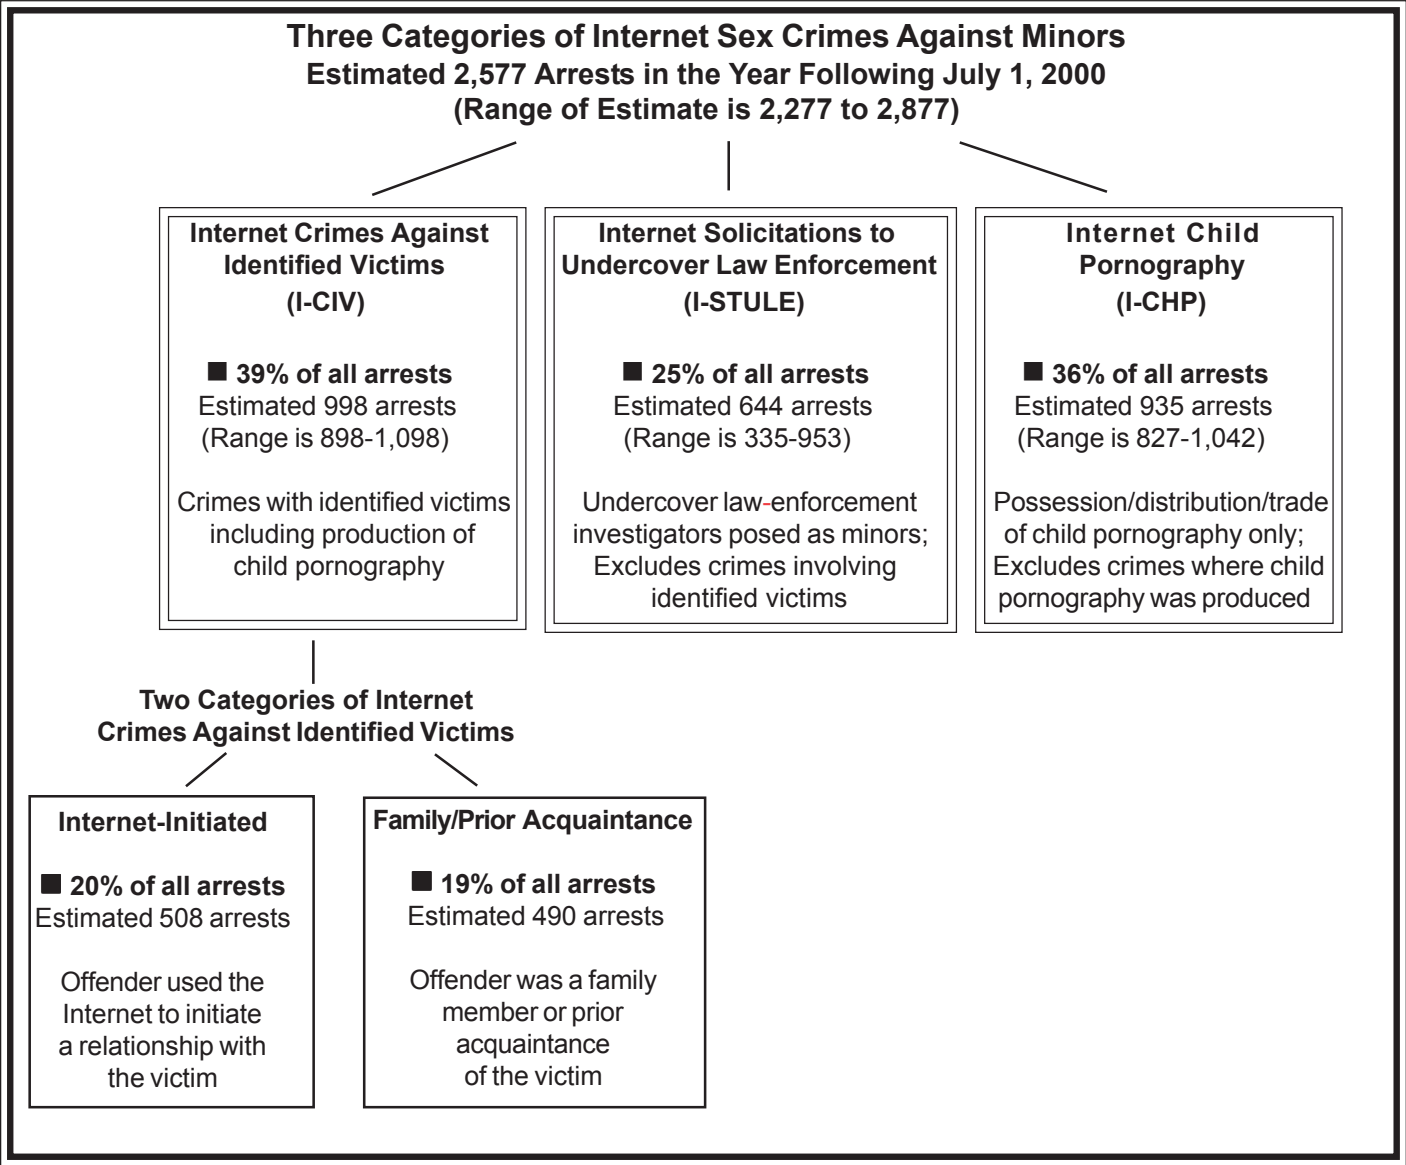 Three Categories of Internet Sex Crimes Against Minors
Estimated 2,577 Arrests in the Year Following July 1, 2000
(Range of Estimate is 2,277 to 2,877)
Internet Crimes Against
Identified Victims
(I-CIV)
■ 39% of all arrests
Estimated 998 arrests
(Range is 898-1,098)
Crimes with identified victims
including production of
child pornography
Internet Solicitations to
Undercover Law Enforcement
(I-STULE)
■ 25% of all arrests
Estimated 644 arrests
(Range is 335-953)
Undercover law-enforcement
investigators posed as minors;
Excludes crimes involving
identified victims
Internet Child
Pornography
(I-CHP)
■ 36% of all arrests
Estimated 935 arrests
(Range is 827-1,042)
Possession/distribution/trade
of child pornography only;
Excludes crimes where child
pornography was produced
Two Categories of Internet
Crimes Against Identified Victims
Internet-Initiated
■ 20% of all arrests
Estimated 508 arrests
Offender used the
Internet to initiate
a relationship with
the victim
Family/Prior Acquaintance
■ 19% of all arrests
Estimated 490 arrests
Offender was a family
member or prior
acquaintance
of the victim